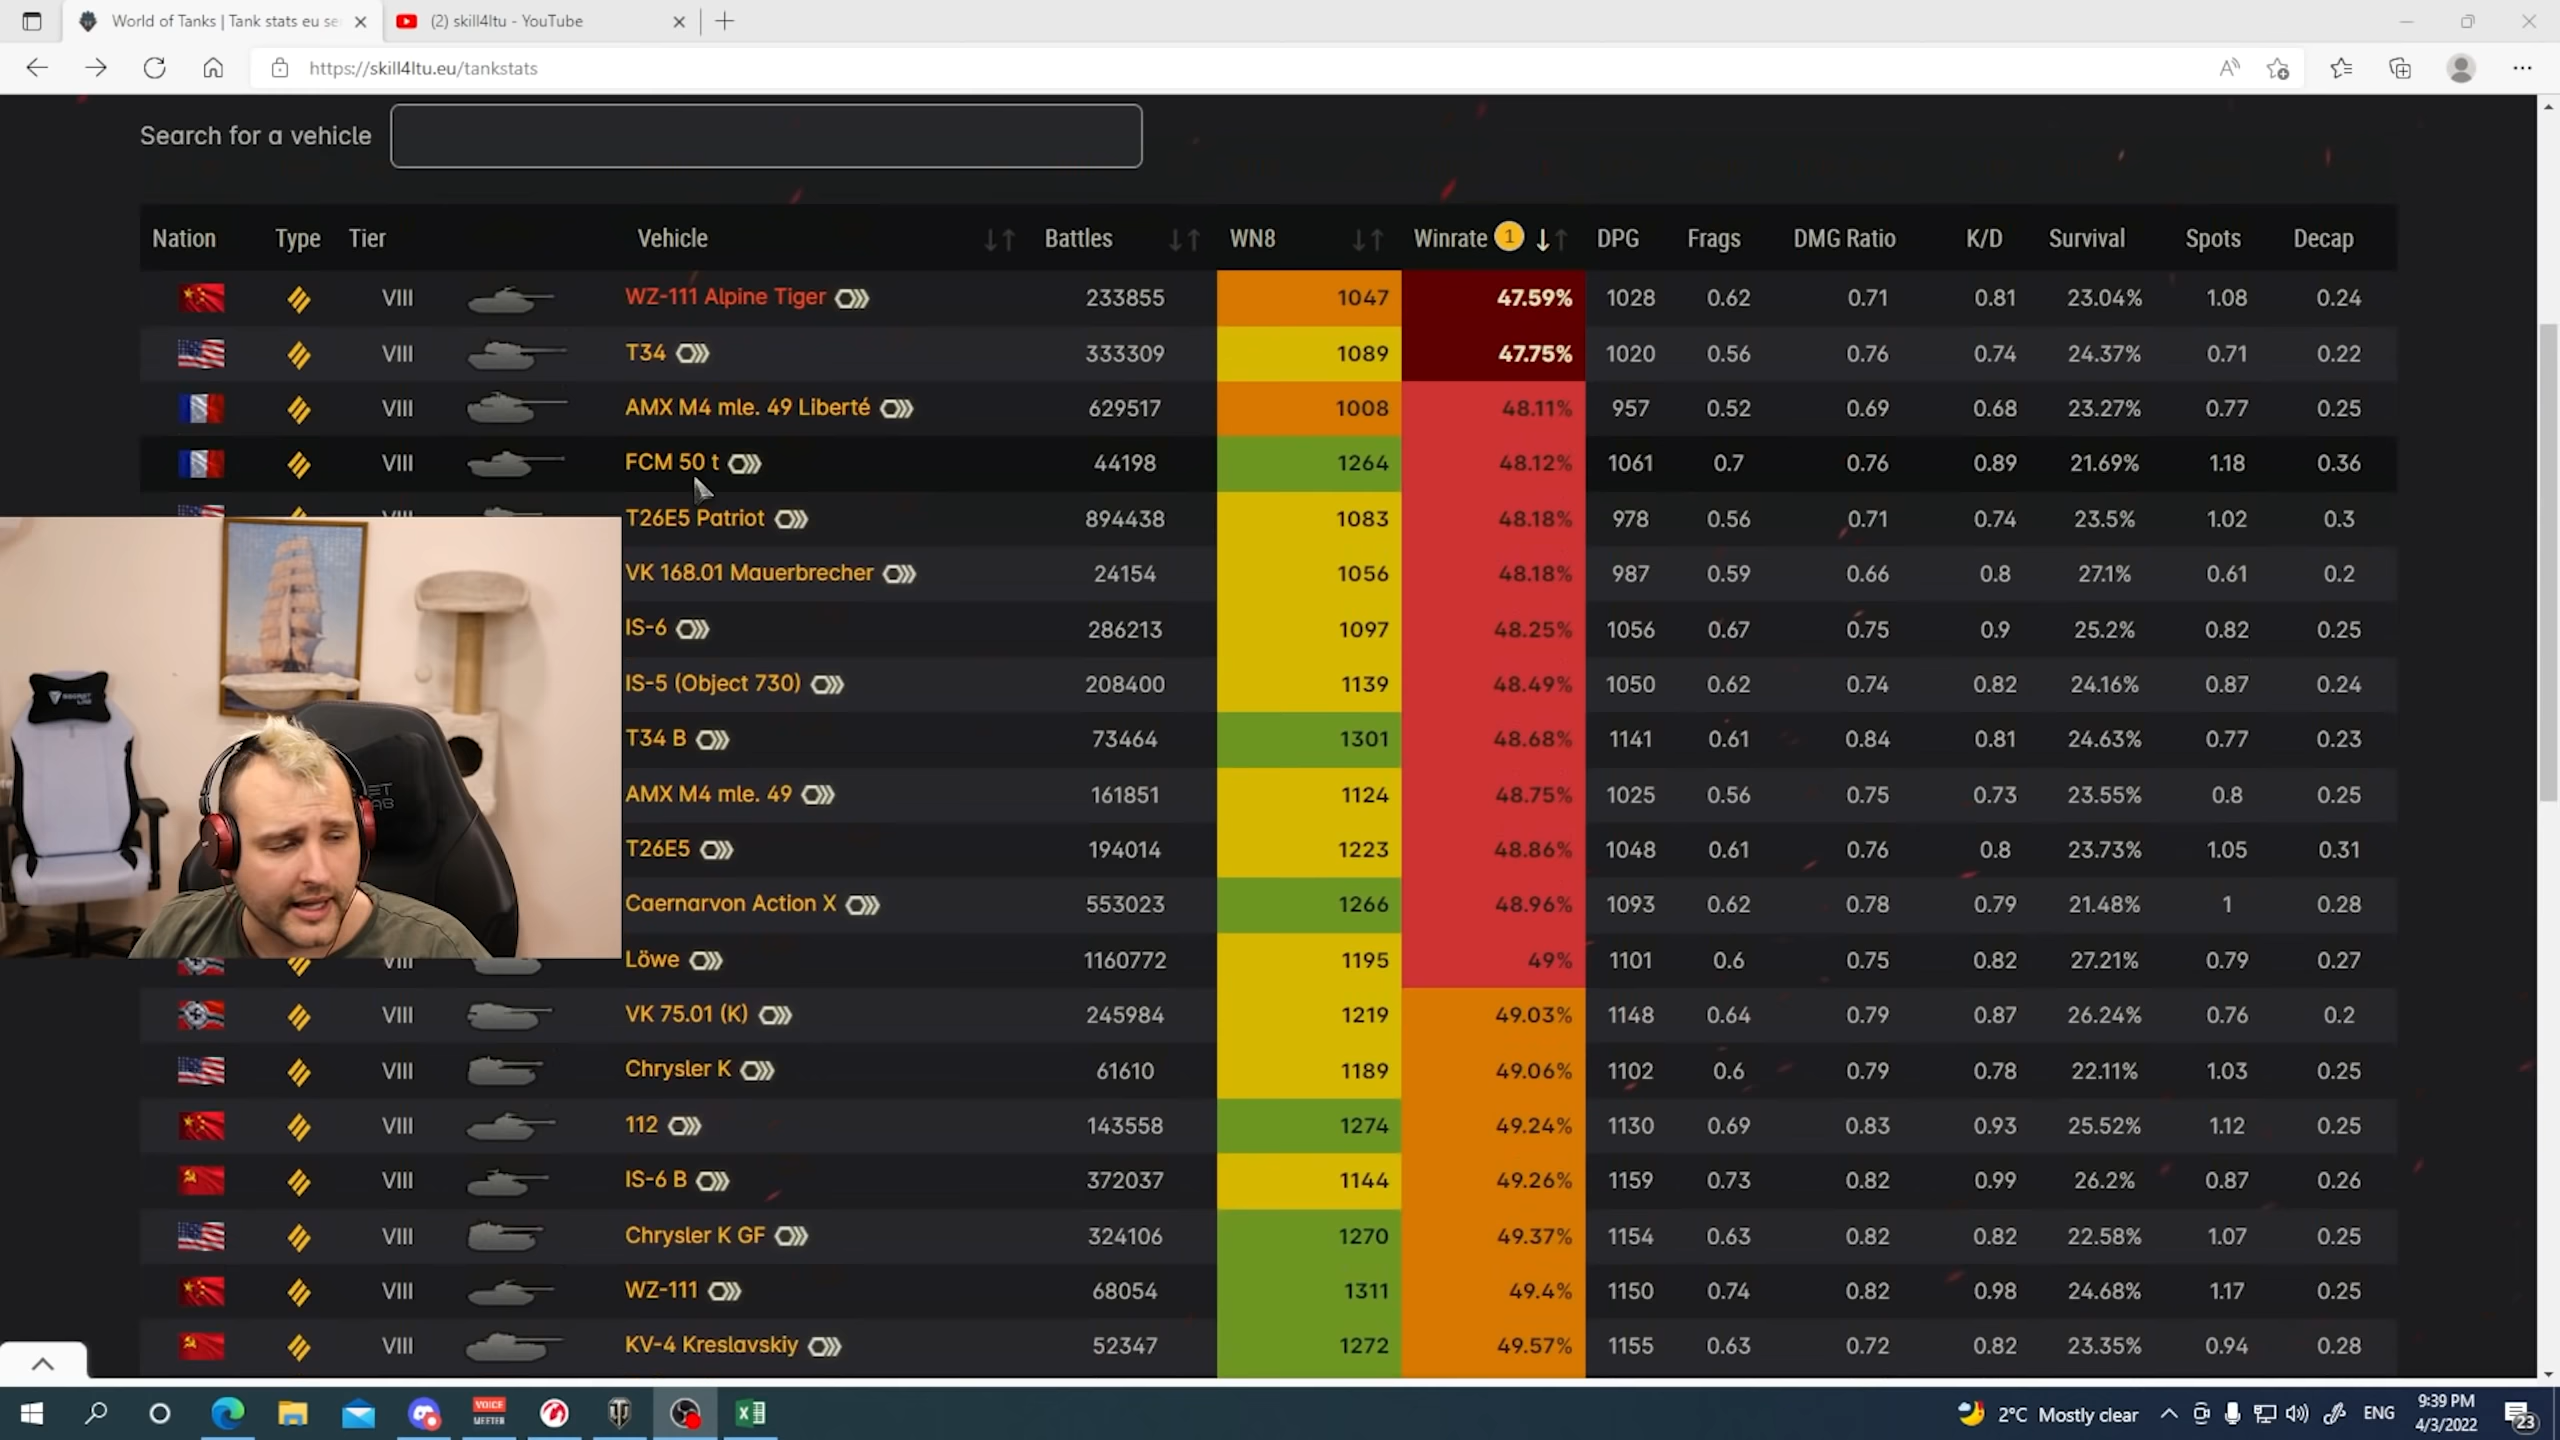 World of Tanks | Tank stats eu se
(2) skill4ltu - YouTube
https://skill4ltu.eu/tankstats
Search for a vehicle
Nation Type Tier Vehicle Battles WN8 Winrate 1 DPG Frags DMG Ratio K/D Survival Spots Decap
VIII WZ-111 Alpine Tiger 233855 1047 47.59% 1028 0.62 0.71 0.81 23.04% 1.08 0.24
VIII T34 333309 1089 47.75% 1020 0.56 0.76 0.74 24.37% 0.71 0.22
VIII AMX M4 mle. 49 Liberté 629517 1008 48.11% 957 0.52 0.69 0.68 23.27% 0.77 0.25
VIII FCM 50 t 44198 1264 48.12% 1061 0.7 0.76 0.89 21.69% 1.18 0.36
T26E5 Patriot 894438 1083 48.18% 978 0.56 0.71 0.74 23.5% 1.02 0.3
VK 168.01 Mauerbrecher 24154 1056 48.18% 987 0.59 0.66 0.8 27.1% 0.61 0.2
IS-6 286213 1097 48.25% 1056 0.67 0.75 0.9 25.2% 0.82 0.25
IS-5 (Object 730) 208400 1139 48.49% 1050 0.62 0.74 0.82 24.16% 0.87 0.24
T34 B 73464 1301 48.68% 1141 0.61 0.84 0.81 24.63% 0.77 0.23
AMX M4 mle. 49 161851 1124 48.75% 1025 0.56 0.75 0.73 23.55% 0.8 0.25
T26E5 194014 1223 48.86% 1048 0.61 0.76 0.8 23.73% 1.05 0.31
Caernarvon Action X 553023 1266 48.96% 1093 0.62 0.78 0.79 21.48% 1 0.28
VIII Löwe 1160772 1195 49% 1101 0.6 0.75 0.82 27.21% 0.79 0.27
VIII VK 75.01 (K) 245984 1219 49.03% 1148 0.64 0.79 0.87 26.24% 0.76 0.2
VIII Chrysler K 61610 1189 49.06% 1102 0.6 0.79 0.78 22.11% 1.03 0.25
VIII 112 143558 1274 49.24% 1130 0.69 0.83 0.93 25.52% 1.12 0.25
VIII IS-6 B 372037 1144 49.26% 1159 0.73 0.82 0.99 26.2% 0.87 0.26
VIII Chrysler K GF 324106 1270 49.37% 1154 0.63 0.82 0.82 22.58% 1.07 0.25
VIII WZ-111 68054 1311 49.4% 1150 0.74 0.82 0.98 24.68% 1.17 0.25
VIII KV-4 Kreslavskiy 52347 1272 49.57% 1155 0.63 0.72 0.82 23.35% 0.94 0.28
VOICE
MEETER
2°C Mostly clear
ENG
9:39 PM
4/3/2022
23